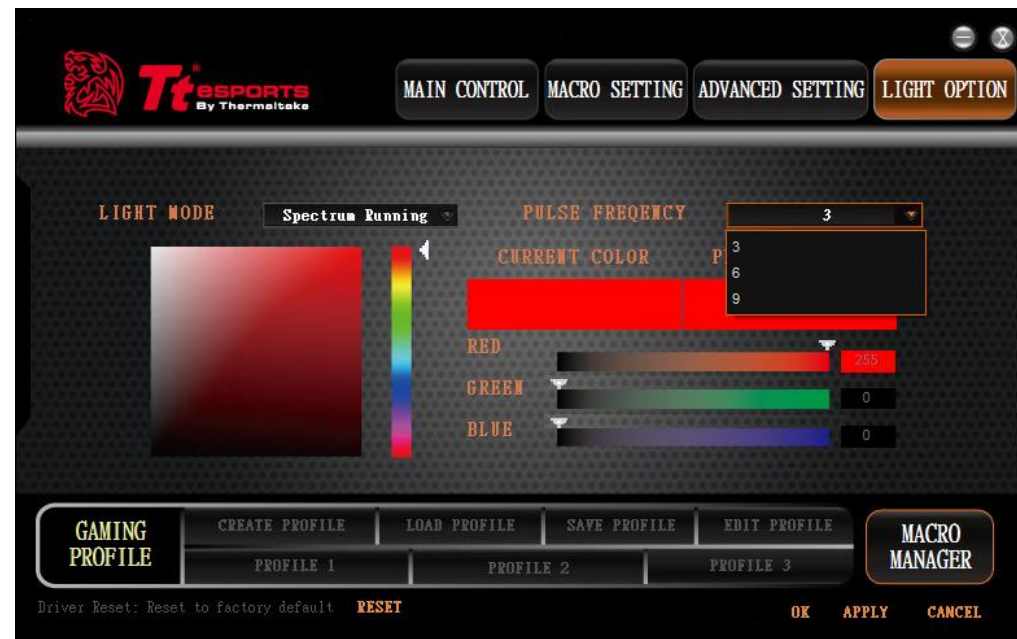 Tt® eSPORTS
By Thermaltake
MAIN CONTROL
MACRO SETTING
ADVANCED SETTING
LIGHT OPTION
LIGHT MODE
Spectrum Running
PULSE FREQENCY
3
3
6
9
CURRENT COLOR
RED
255
GREEN
0
BLUE
0
GAMING PROFILE
CREATE PROFILE
LOAD PROFILE
SAVE PROFILE
EDIT PROFILE
PROFILE 1
PROFILE 2
PROFILE 3
MACRO MANAGER
Driver Reset: Reset to factory default RESET
OK
APPLY
CANCEL